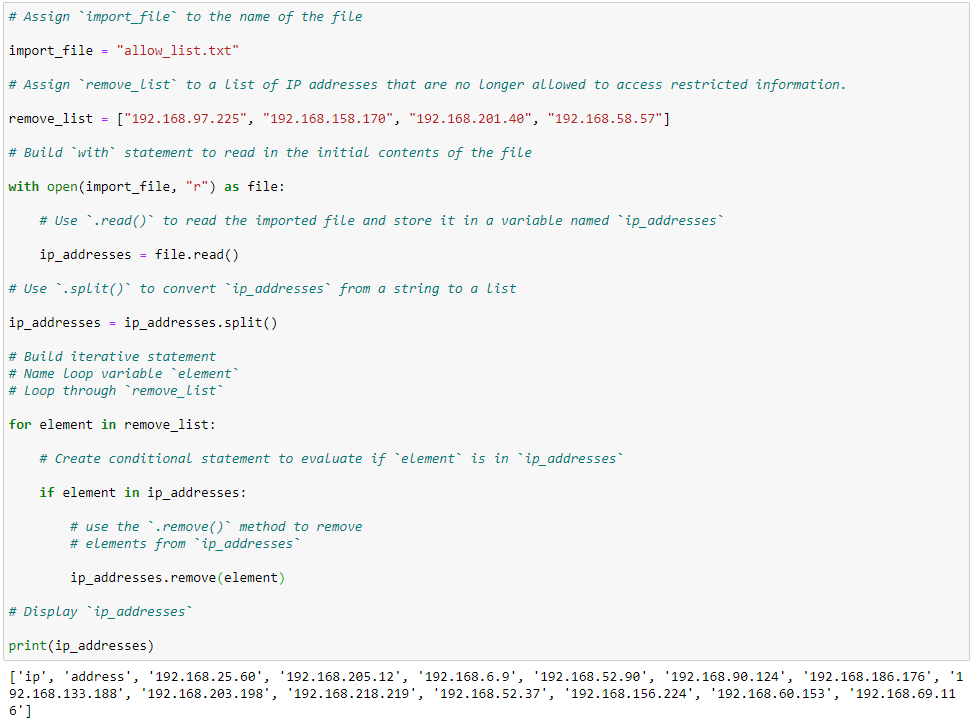 # Assign `import_file` to the name of the file
import_file = "allow_list.txt"
# Assign `remove_list` to a list of IP addresses that are no longer allowed to access restricted information.
remove_list = ["192.168.97.225", "192.168.158.170", "192.168.201.40", "192.168.58.57"]
# Build `with` statement to read in the initial contents of the file
with open(import_file, "r") as file:
    # Use `.read()` to read the imported file and store it in a variable named `ip_addresses`
    ip_addresses = file.read()
# Use `.split()` to convert `ip_addresses` from a string to a list
ip_addresses = ip_addresses.split()
# Build iterative statement
# Name loop variable `element`
# Loop through `remove_list`
for element in remove_list:
    # Create conditional statement to evaluate if `element` is in `ip_addresses`
    if element in ip_addresses:
        # use the `.remove()` method to remove
        # elements from `ip_addresses`
        ip_addresses.remove(element)
# Display `ip_addresses`
print(ip_addresses)
['ip', 'address', '192.168.25.60', '192.168.205.12', '192.168.6.9', '192.168.52.90', '192.168.90.124', '192.168.186.176', '1
92.168.133.188', '192.168.203.198', '192.168.218.219', '192.168.52.37', '192.168.156.224', '192.168.60.153', '192.168.69.11
6']